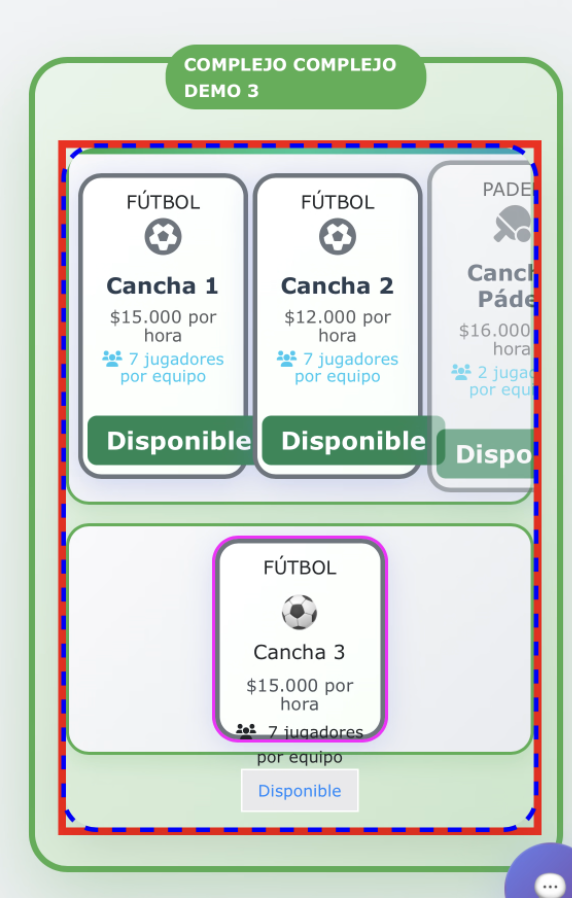 COMPLEJO COMPLEJO
DEMO 3
FÚTBOL
Cancha 1
$15.000 por
hora
7 jugadores
por equipo
Disponible
FÚTBOL
Cancha 2
$12.000 por
hora
7 jugadores
por equipo
Disponible
PADE
Canch
Páde
$16.000
hora
2 jugad
por equ
Dispo
FÚTBOL
Cancha 3
$15.000 por
hora
7 jugadores
por equipo
Disponible